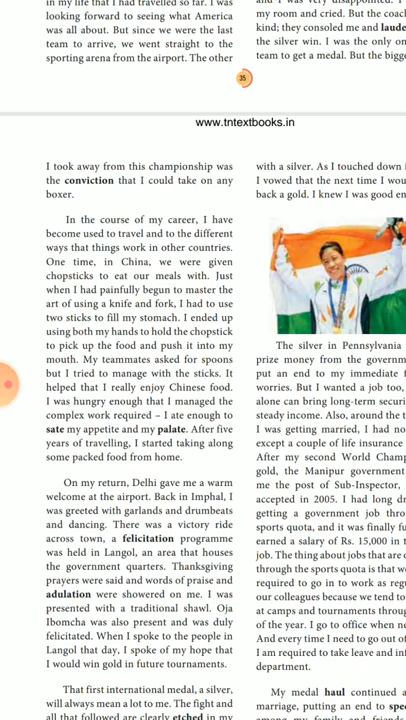 in my life that I had travelled so far. I was
looking forward to seeing what America
was all about. But since we were the last
team to arrive, we went straight to the
sporting arena from the airport. The other
and I was very disappointed. I
my room and cried. But the coac
kind; they consoled me and laude
the silver win. I was the only on
team to get a medal. But the bigge
35
www.tntextbooks.in
I took away from this championship was
the conviction that I could take on any
boxer.
In the course of my career, I have
become used to travel and to the different
ways that things work in other countries.
One time, in China, we were given
chopsticks to eat our meals with. Just
when I had painfully begun to master the
art of using a knife and fork, I had to use
two sticks to fill my stomach. I ended up
using both my hands to hold the chopstick
to pick up the food and push it into my
mouth. My teammates asked for spoons
but I tried to manage with the sticks. It
helped that I really enjoy Chinese food.
I was hungry enough that I managed the
complex work required – I ate enough to
sate my appetite and my palate. After five
years of travelling, I started taking along
some packed food from home.
On my return, Delhi gave me a warm
welcome at the airport. Back in Imphal, I
was greeted with garlands and drumbeats
and dancing. There was a victory ride
across town, a felicitation programme
was held in Langol, an area that houses
the government quarters. Thanksgiving
prayers were said and words of praise and
adulation were showered on me. I was
presented with a traditional shawl. Oja
Ibomcha was also present and was duly
felicitated. When I spoke to the people in
Langol that day, I spoke of my hope that
I would win gold in future tournaments.
That first international medal, a silver,
will always mean a lot to me. The fight and
all that followed are clearly etched in my
with a silver. As I touched down i
I vowed that the next time I wou
back a gold. I knew I was good en
The silver in Pennsylvania
prize money from the governm
put an end to my immediate f
worries. But I wanted a job too,
alone can bring term securi
steady income. Also, around the t
I was getting married, I had no
except a couple of life insurance
After my second World Champ
gold, the Manipur government
me the post of Sub-Inspector,
accepted in 2005. I had long dr
getting a government job thro
sports quota, and it was finally fu
earned a salary of Rs. 15,000 in t
job. The thing about jobs that are o
through the sports quota is that we
required to go in to work as regu
our colleagues because we tend to
at camps and tournaments throug
of the year. I go to office when ne
And every time I need to go out of
I am required to take leave and inf
department.
My medal haul continued a
marriage, putting an end to spec
among my family and friends